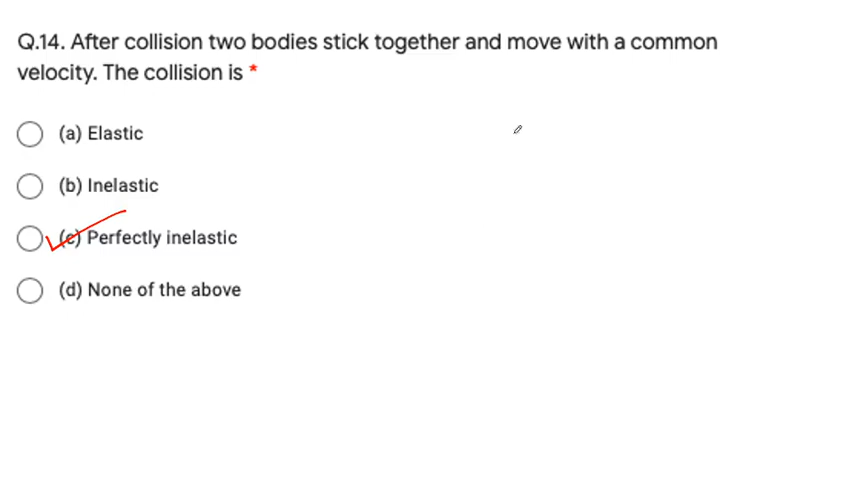 Q.14. After collision two bodies stick together and move with a common
velocity. The collision is *
(a) Elastic
(b) Inelastic
(c) Perfectly inelastic
(d) None of the above